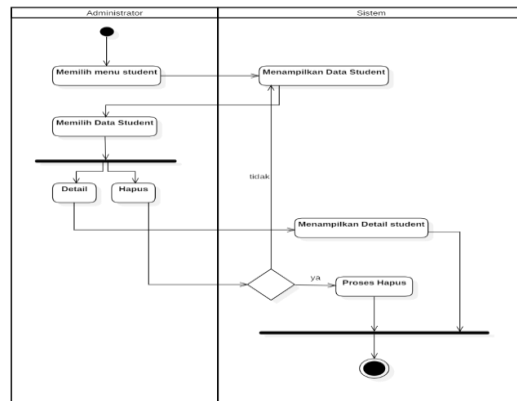 Administrator
Sistem
Memilih menu student
Menampilkan Data Student
Memilih Data Student
tidak
Detail
Hapus
Menampilkan Detail student
ya
Proses Hapus